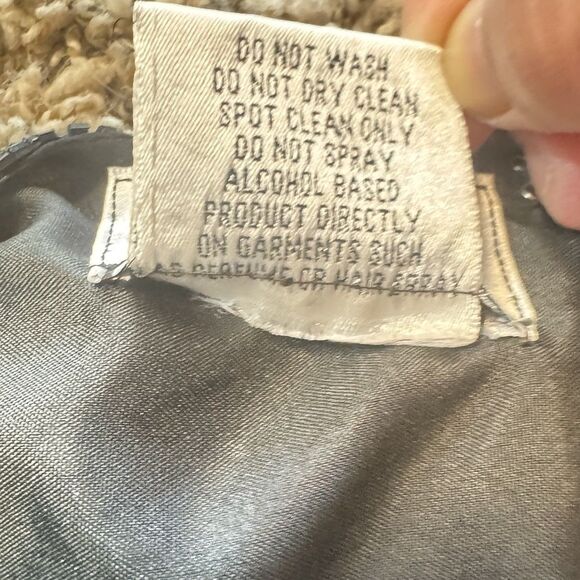 DO NOT WASH
DO NOT DRY CLEAN
SPOT CLEAN ONLY
DO NOT SPRAY
ALCOHOL BASED
PRODUCT DIRECTLY
ON GARMENTS SUCH
AS PERFUME OR HAIR SPRAY